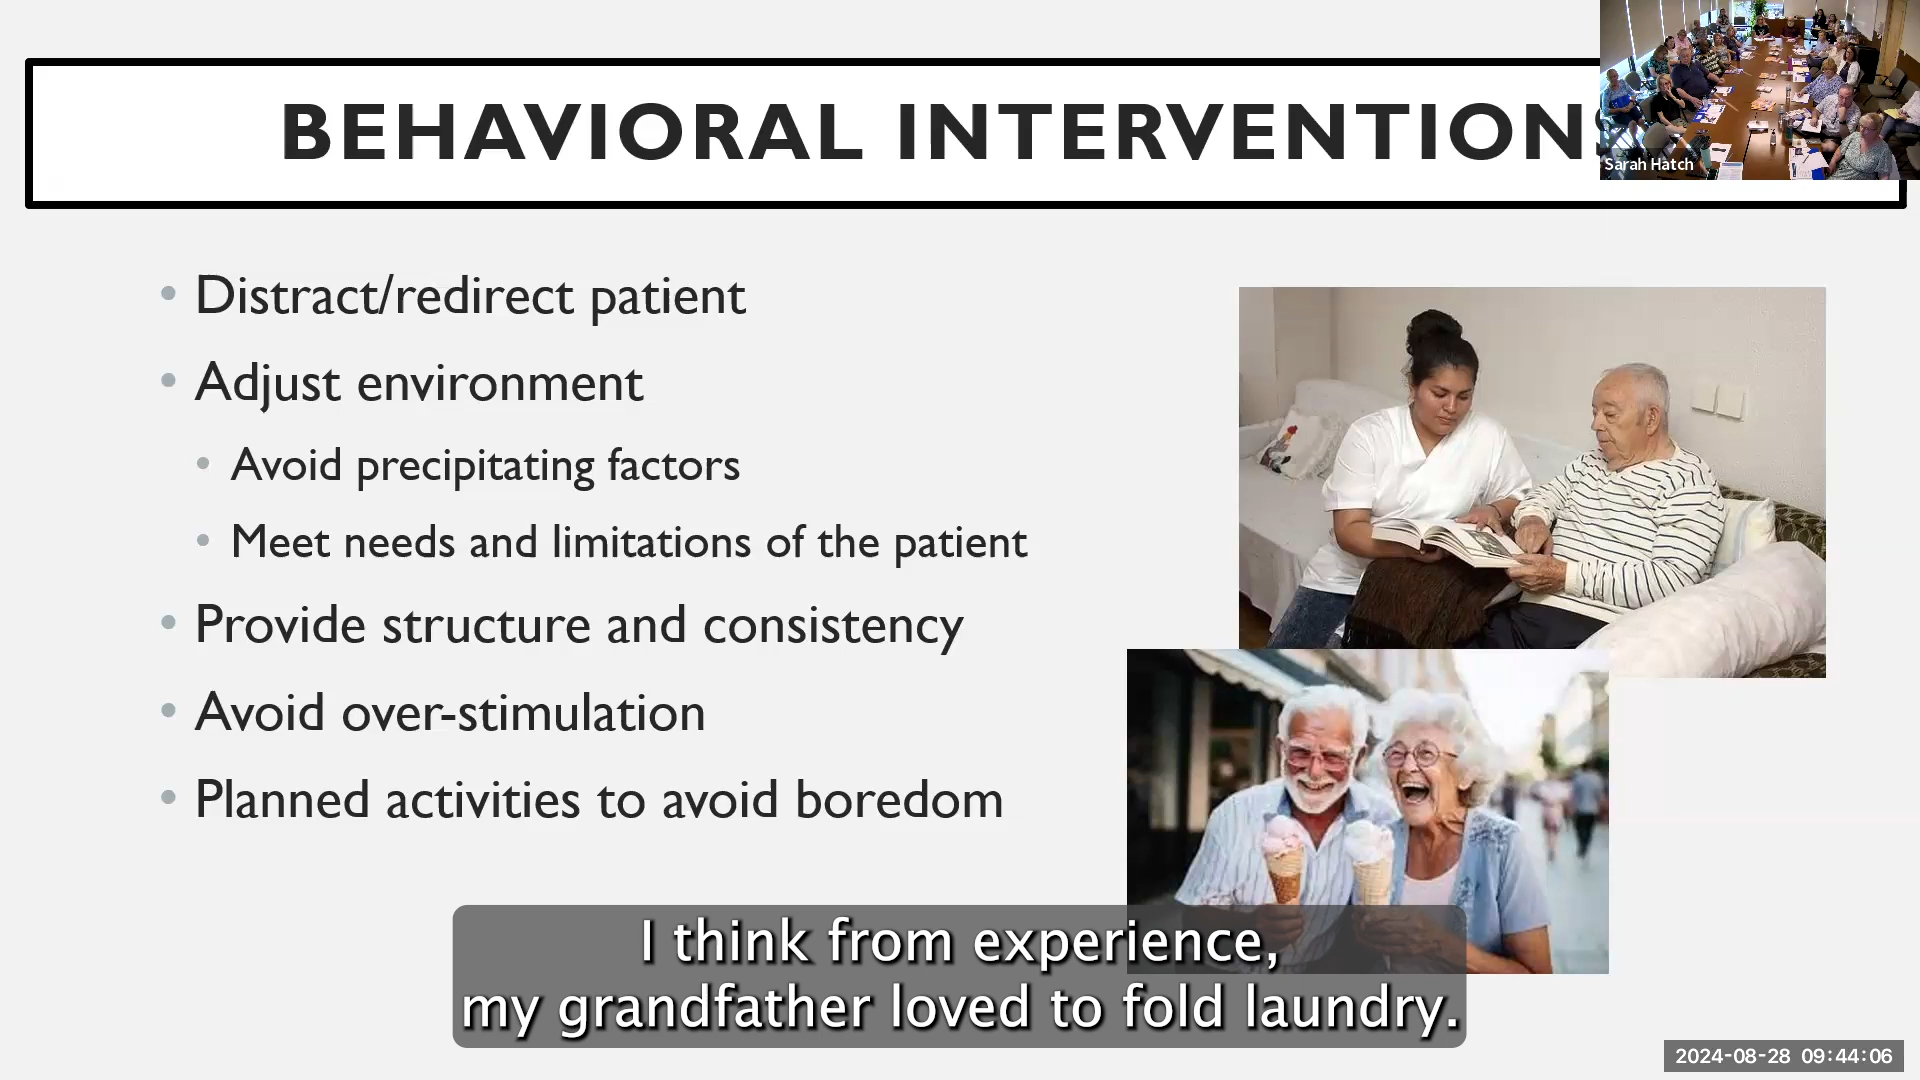 BEHAVIORAL INTERVENTIONS
Sarah Hatch
• Distract/redirect patient
• Adjust environment
• Avoid precipitating factors
• Meet needs and limitations of the patient
• Provide structure and consistency
• Avoid over-stimulation
• Planned activities to avoid boredom
I think from experience,
my grandfather loved to fold laundry.
2024-08-28 09:44:06